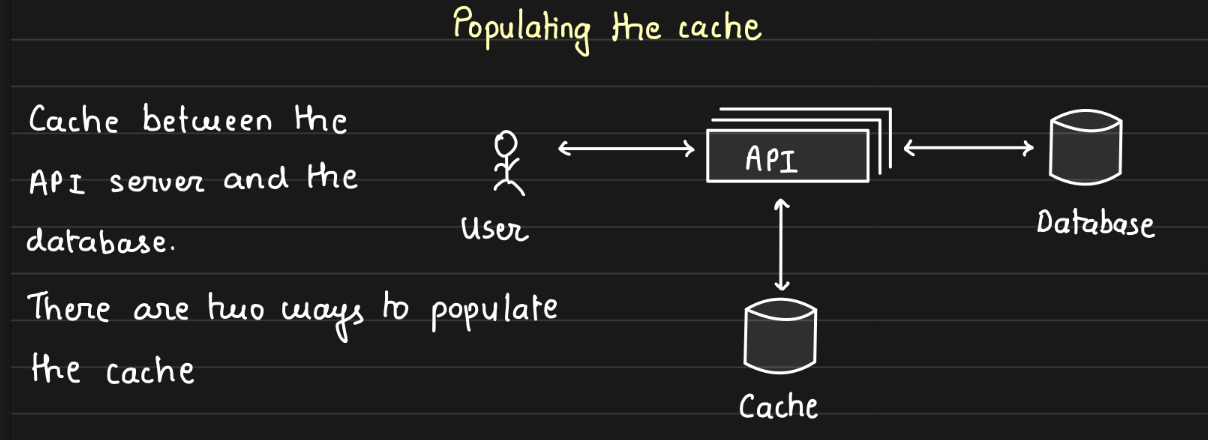 Populating the cache
Cache between the
API server and the
database.
There are two ways to populate
the cache
User
API
Database
Cache